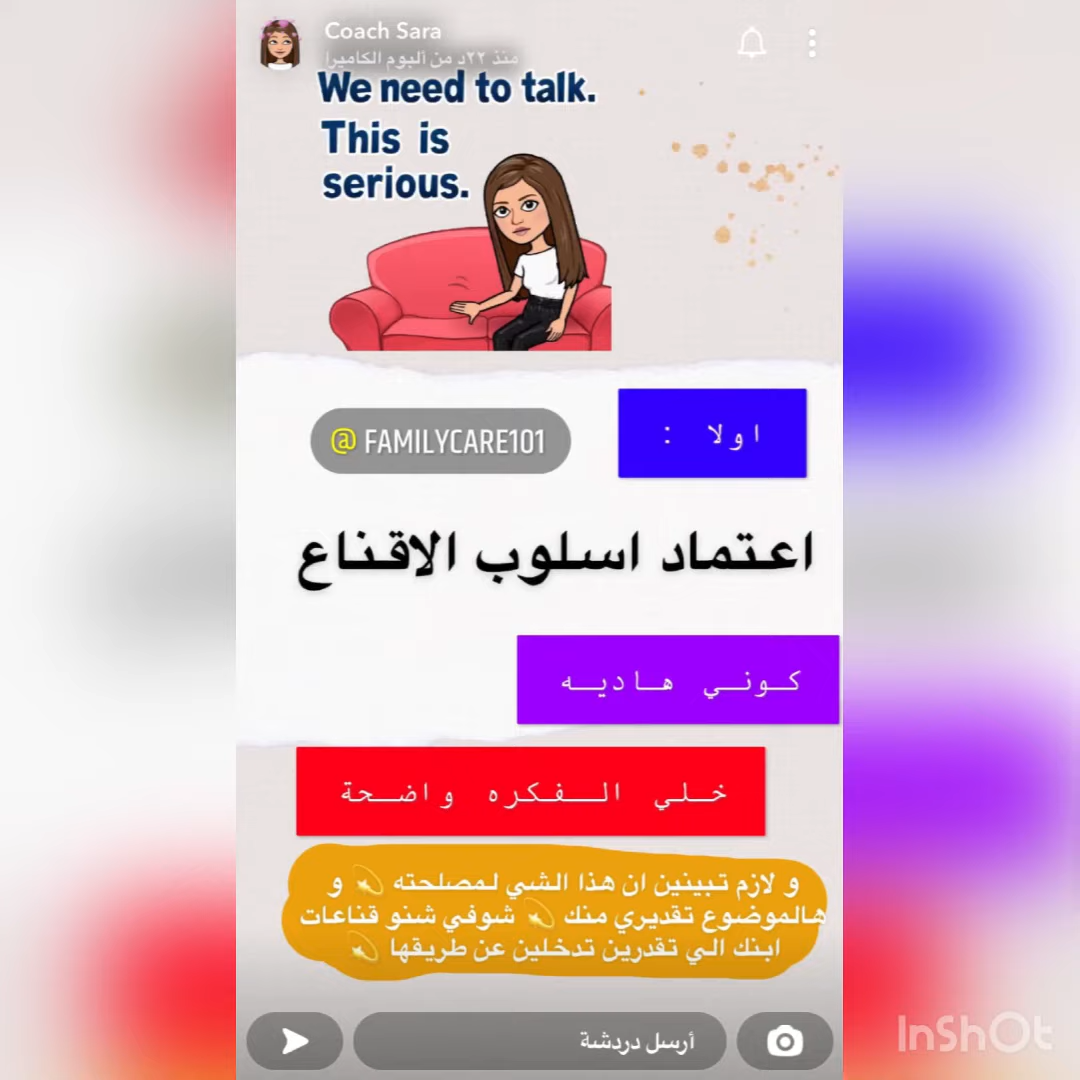 Coach Sara
منذ ٢٢د من ألبوم الكاميرا
We need to talk.
This is
serious.
اولا :
@ FAMILYCARE101
اعتماد اسلوب الاقناع
كوني هاديه
خلي الفكره واضحة
و لازم تبينين ان هذا الشي لمصلحته 💫 و
هالموضوع تقديري منك 💫 شوفي شنو قناعات
ابنك الي تقدرين تدخلين عن طريقها 💫
أرسل دردشة
InShOt